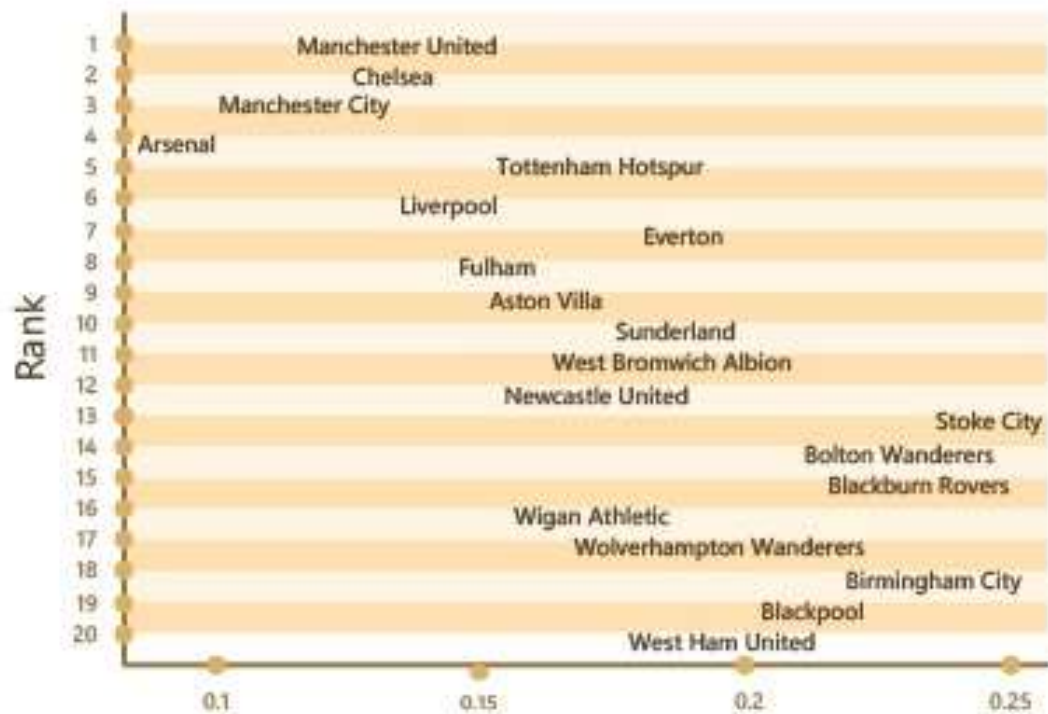 Rank
1 Manchester United
2 Chelsea
3 Manchester City
4 Arsenal
5 Tottenham Hotspur
6 Liverpool
7 Everton
8 Fulham
9 Aston Villa
10 Sunderland
11 West Bromwich Albion
12 Newcastle United
13 Stoke City
14 Bolton Wanderers
15 Blackburn Rovers
16 Wigan Athletic
17 Wolverhampton Wanderers
18 Birmingham City
19 Blackpool
20 West Ham United
0.1 0.15 0.2 0.25